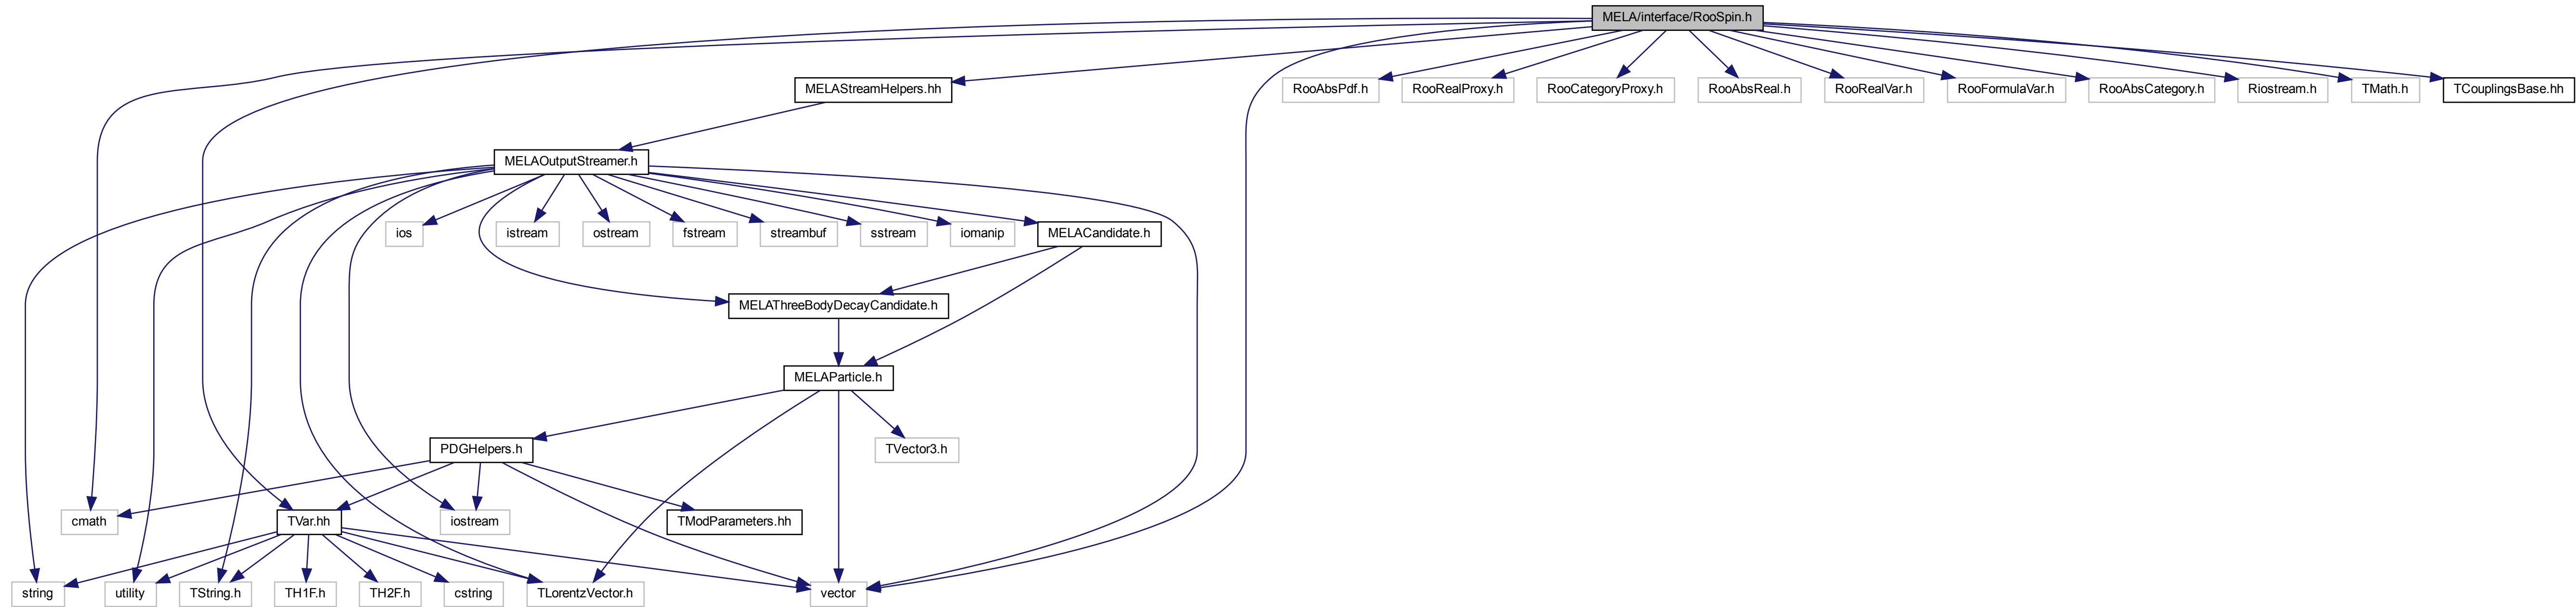 MELA/interface/RooSpin.h
MELAStreamHelpers.hh
RooAbsPdf.h
RooRealProxy.h
RooCategoryProxy.h
RooAbsReal.h
RooRealVar.h
RooFormulaVar.h
RooAbsCategory.h
Riostream.h
TMath.h
TCouplingsBase.hh
MELAOutputStreamer.h
ios
istream
ostream
fstream
streambuf
sstream
iomanip
MELACandidate.h
MELAThreeBodyDecayCandidate.h
MELAParticle.h
PDGHelpers.h
TVector3.h
cmath
TVar.hh
iostream
TModParameters.hh
string
utility
TString.h
TH1F.h
TH2F.h
cstring
TLorentzVector.h
vector